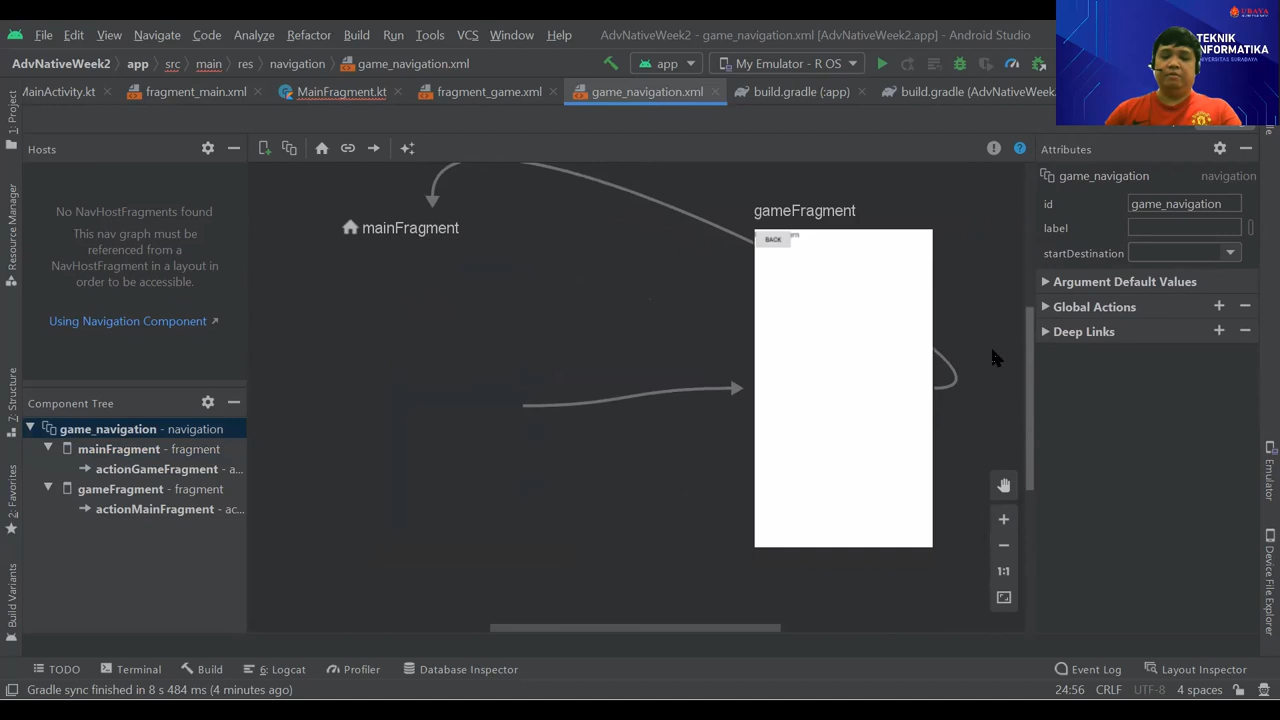 UBAYA
TEKNIK
INFORMATIKA
UNIVERSITAS SURABAYA
File Edit View Navigate Code Analyze Refactor Build Run Tools VCS Window Help AdvNativeWeek2 - game_navigation.xml [AdvNativeWeek2.app] - Android Studio
AdvNativeWeek2 app src main res navigation game_navigation.xml app My Emulator - R OS
MainActivity.kt fragment_main.xml MainFragment.kt fragment_game.xml game_navigation.xml build.gradle (:app) build.gradle (AdvNativeWeek
1: Project
Resource Manager
7: Structure
2: Favorites
Build Variants
Hosts
No NavHostFragments found
This nav graph must be
referenced from a
NavHostFragment in a layout in
order to be accessible.
Using Navigation Component
Component Tree
game_navigation - navigation
mainFragment - fragment
actionGameFragment - a...
gameFragment - fragment
actionMainFragment - ac...
mainFragment
gameFragment
BACK
1:1
Attributes
game_navigation navigation
id game_navigation
label
startDestination
Argument Default Values
Global Actions
Deep Links
Emulator
Device File Explorer
TODO Terminal Build 6: Logcat Profiler Database Inspector Event Log Layout Inspector
Gradle sync finished in 8 s 484 ms (4 minutes ago) 24:56 CRLF UTF-8 4 spaces